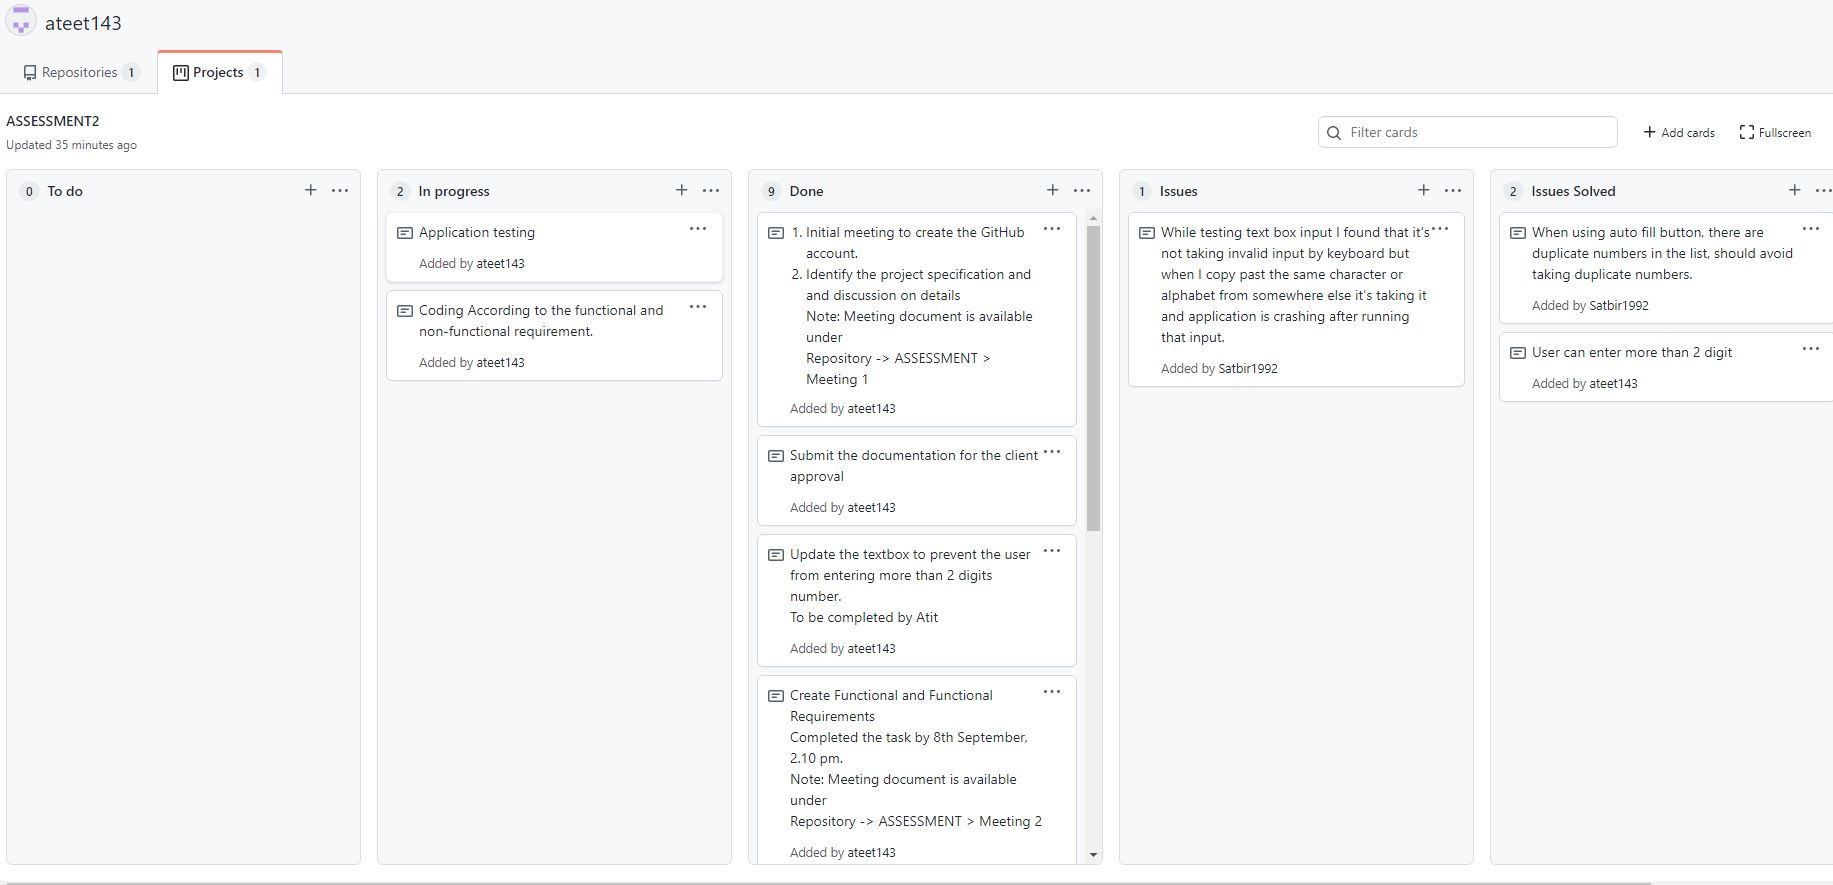 ateet143
Repositories 1
Projects 1
ASSESSMENT2
Updated 35 minutes ago
Filter cards
Add cards
Fullscreen
0 To do
2 In progress
Application testing
Added by ateet143
Coding According to the functional and
non-functional requirement.
Added by ateet143
9 Done
1. Initial meeting to create the GitHub
account.
2. Identify the project specification and
and discussion on details
Note: Meeting document is available
under
Repository -> ASSESSMENT >
Meeting 1
Added by ateet143
Submit the documentation for the client
approval
Added by ateet143
Update the textbox to prevent the user
from entering more than 2 digits
number.
To be completed by Atit
Added by ateet143
Create Functional and Functional
Requirements
Completed the task by 8th September,
2.10 pm.
Note: Meeting document is available
under
Repository -> ASSESSMENT > Meeting 2
Added by ateet143
1 Issues
While testing text box input I found that it's
not taking invalid input by keyboard but
when I copy past the same character or
alphabet from somewhere else it's taking it
and application is crashing after running
that input.
Added by Satbir1992
2 Issues Solved
When using auto fill button, there are
duplicate numbers in the list, should avoid
taking duplicate numbers.
Added by Satbir1992
User can enter more than 2 digit
Added by ateet143